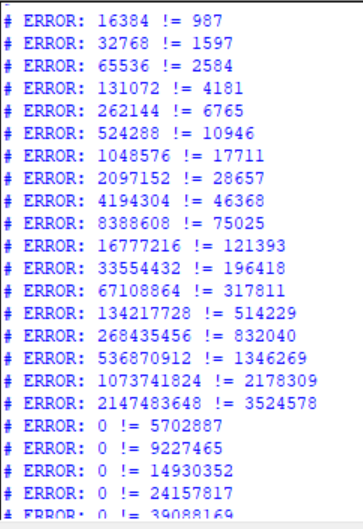 # ERROR: 16384 != 987
# ERROR: 32768 != 1597
# ERROR: 65536 != 2584
# ERROR: 131072 != 4181
# ERROR: 262144 != 6765
# ERROR: 524288 != 10946
# ERROR: 1048576 != 17711
# ERROR: 2097152 != 28657
# ERROR: 4194304 != 46368
# ERROR: 8388608 != 75025
# ERROR: 16777216 != 121393
# ERROR: 33554432 != 196418
# ERROR: 67108864 != 317811
# ERROR: 134217728 != 514229
# ERROR: 268435456 != 832040
# ERROR: 536870912 != 1346269
# ERROR: 1073741824 != 2178309
# ERROR: 2147483648 != 3524578
# ERROR: 0 != 5702887
# ERROR: 0 != 9227465
# ERROR: 0 != 14930352
# ERROR: 0 != 24157817
# ERROR: 0 != 39088169